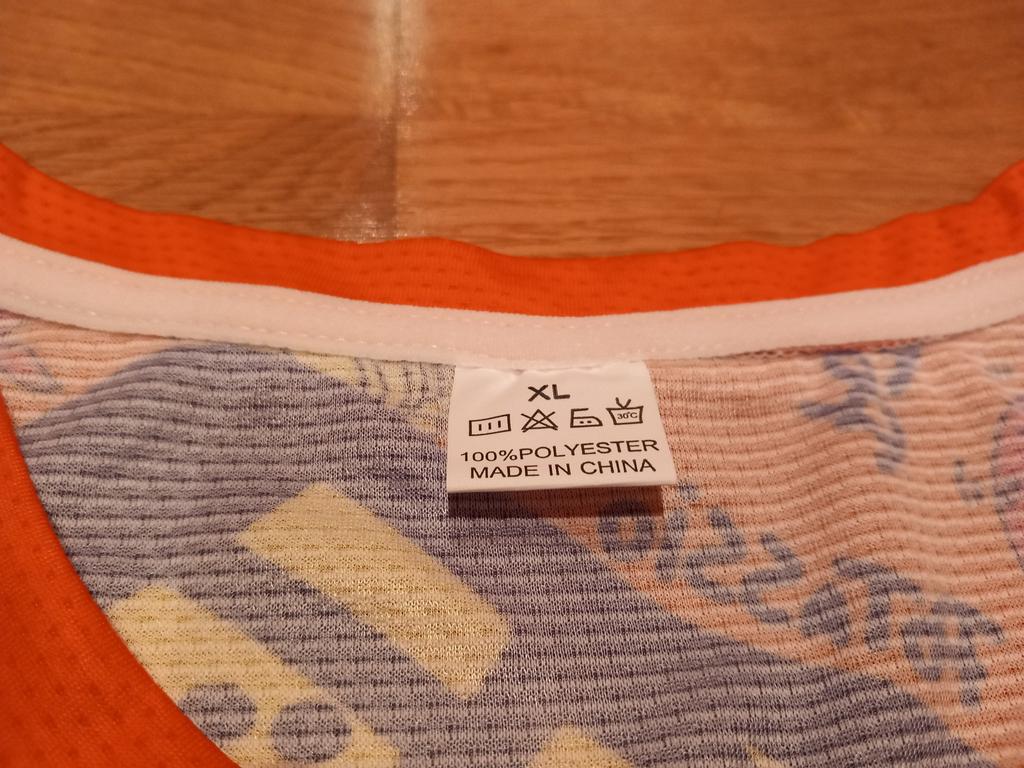 XL
30°C
100%POLYESTER
MADE IN CHINA